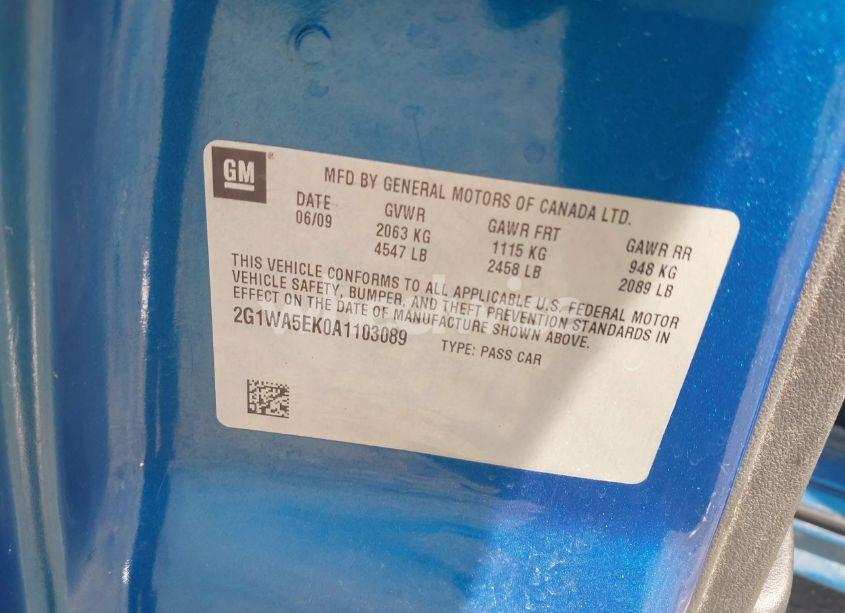 GM ®
MFD BY GENERAL MOTORS OF CANADA LTD.
DATE GVWR GAWR FRT GAWR RR
06/09 2063 KG 1115 KG 948 KG
4547 LB 2458 LB 2089 LB
THIS VEHICLE CONFORMS TO ALL APPLICABLE U.S. FEDERAL MOTOR
VEHICLE SAFETY, BUMPER, AND THEFT PREVENTION STANDARDS IN
EFFECT ON THE DATE OF MANUFACTURE SHOWN ABOVE.
2G1WA5EK0A1103089 TYPE: PASS CAR